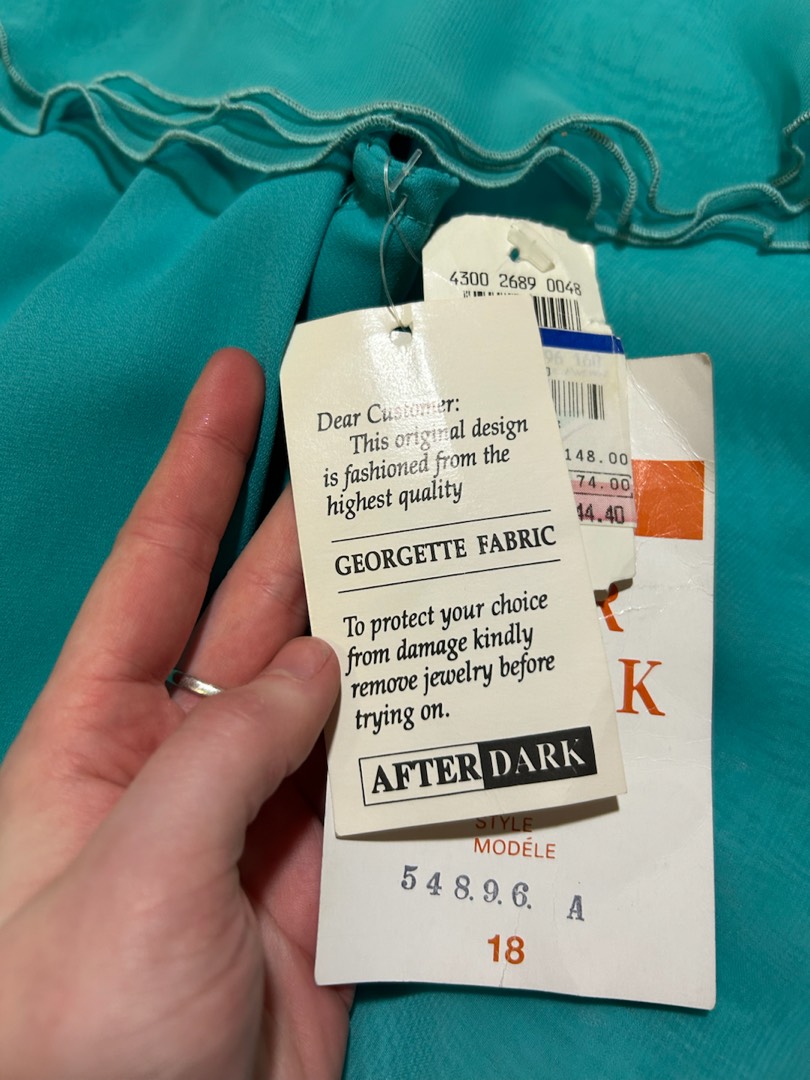 4300 2689 0048
96 160
148.00
74.00
44.40
Dear Customer:
This original design
is fashioned from the
highest quality
GEORGETTE FABRIC
To protect your choice
from damage kindly
remove jewelry before
trying on.
AFTER DARK
R
K
STYLE
MODÉLE
5 4 8.9.6. A
18